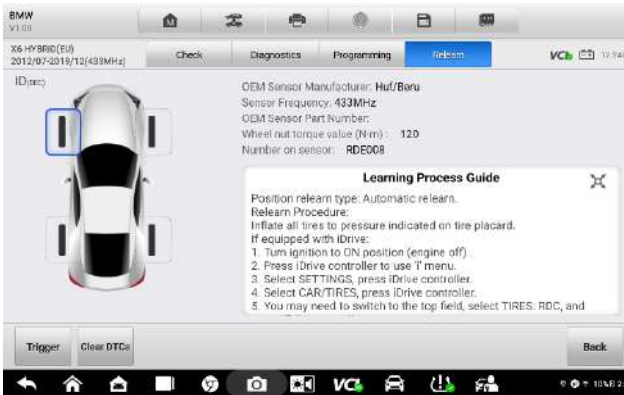 BMW
V1.00
X6 HYBRID(EU)
2012/07-2019/12(433MHz)
Check
Diagnostics
Programming
Relearn
VCI
ID
OEM Sensor Manufacturer: Huf/Beru
Sensor Frequency: 433MHz
OEM Sensor Part Number:
Wheel nut torque value (N·m) : 120
Number on sensor: RDE008
Learning Process Guide
Position relearn type: Automatic relearn.
Relearn Procedure:
Inflate all tires to pressure indicated on tire placard.
If equipped with iDrive:
1. Turn ignition to ON position (engine off) .
2. Press iDrive controller to use 'i' menu.
3. Select SETTINGS, press iDrive controller.
4. Select CAR/TIRES, press iDrive controller.
5. You may need to switch to the top field, select TIRES: RDC, and
Trigger
Clear DTCs
Back
VCI
10%